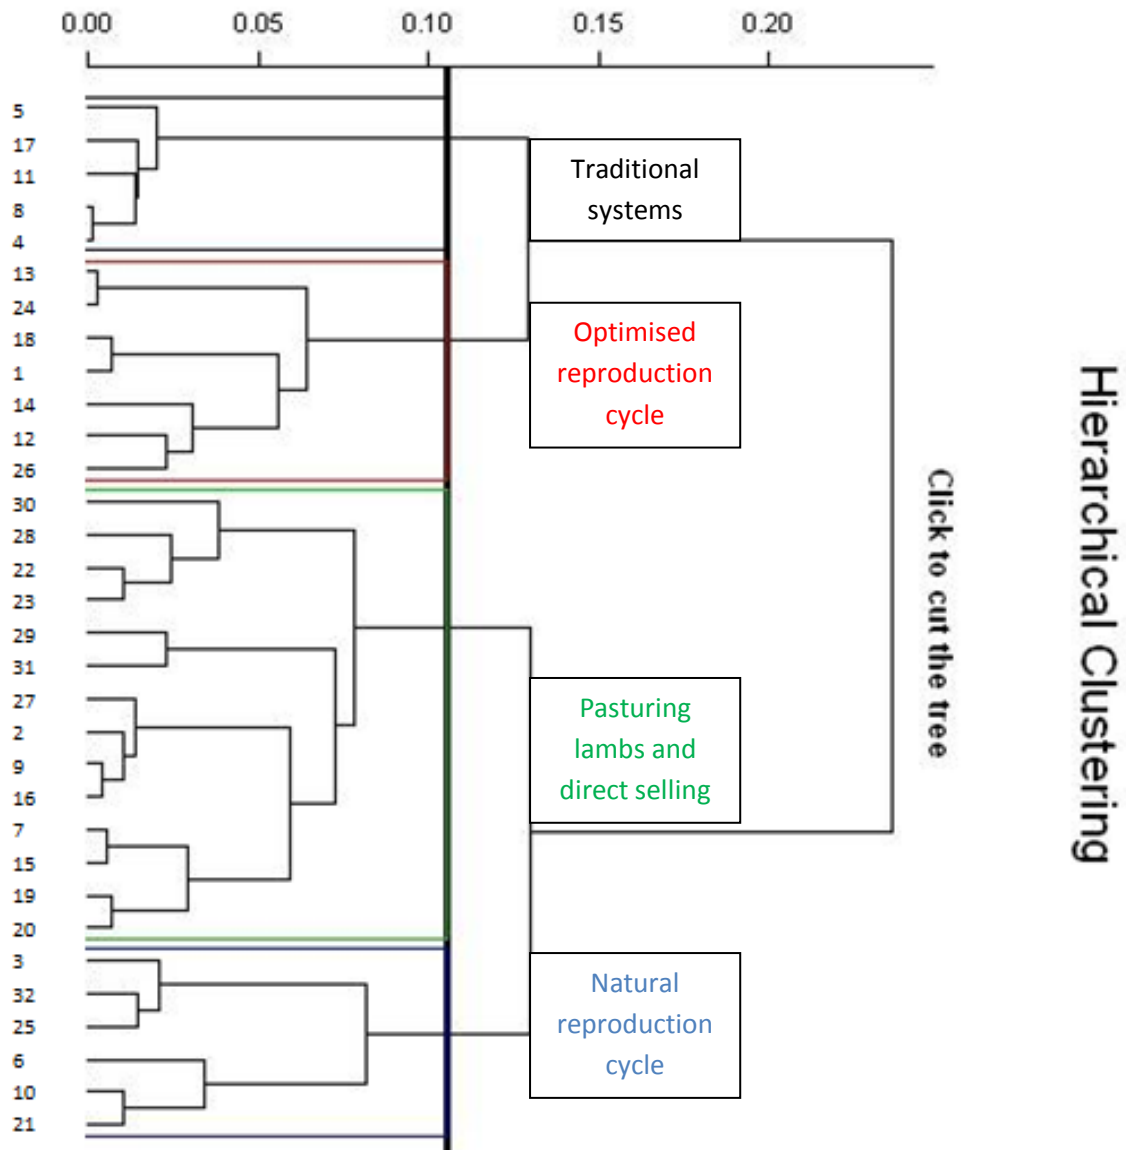 0.00 0.05 0.10 0.15 0.20
5
17
11
8
4
13
24
18
1
14
12
26
30
28
22
23
29
31
27
2
9
16
7
15
19
20
3
32
25
6
10
21
Traditional
systems
Optimised
reproduction
cycle
Pasturing
lambs and
direct selling
Natural
reproduction
cycle
Click to cut the tree
Hierarchical Clustering